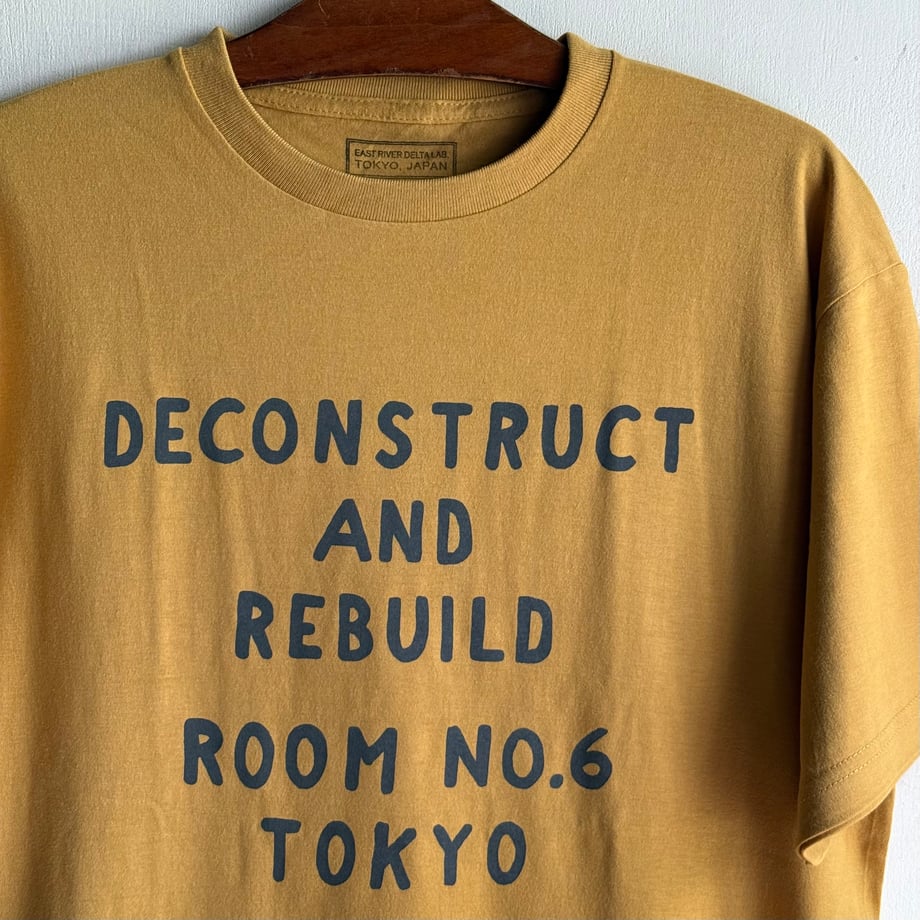 EAST RIVER DELTA LAB.
TOKYO, JAPAN
DECONSTRUCT
AND
REBUILD
ROOM NO.6
TOKYO